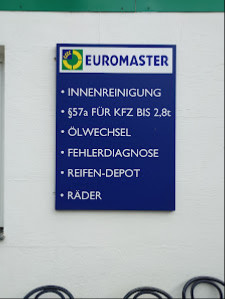 EUROMASTER
• INNENREINIGUNG
• §57a FÜR KFZ BIS 2,8t
• ÖLWECHSEL
• FEHLERDIAGNOSE
• REIFEN-DEPOT
• RÄDER